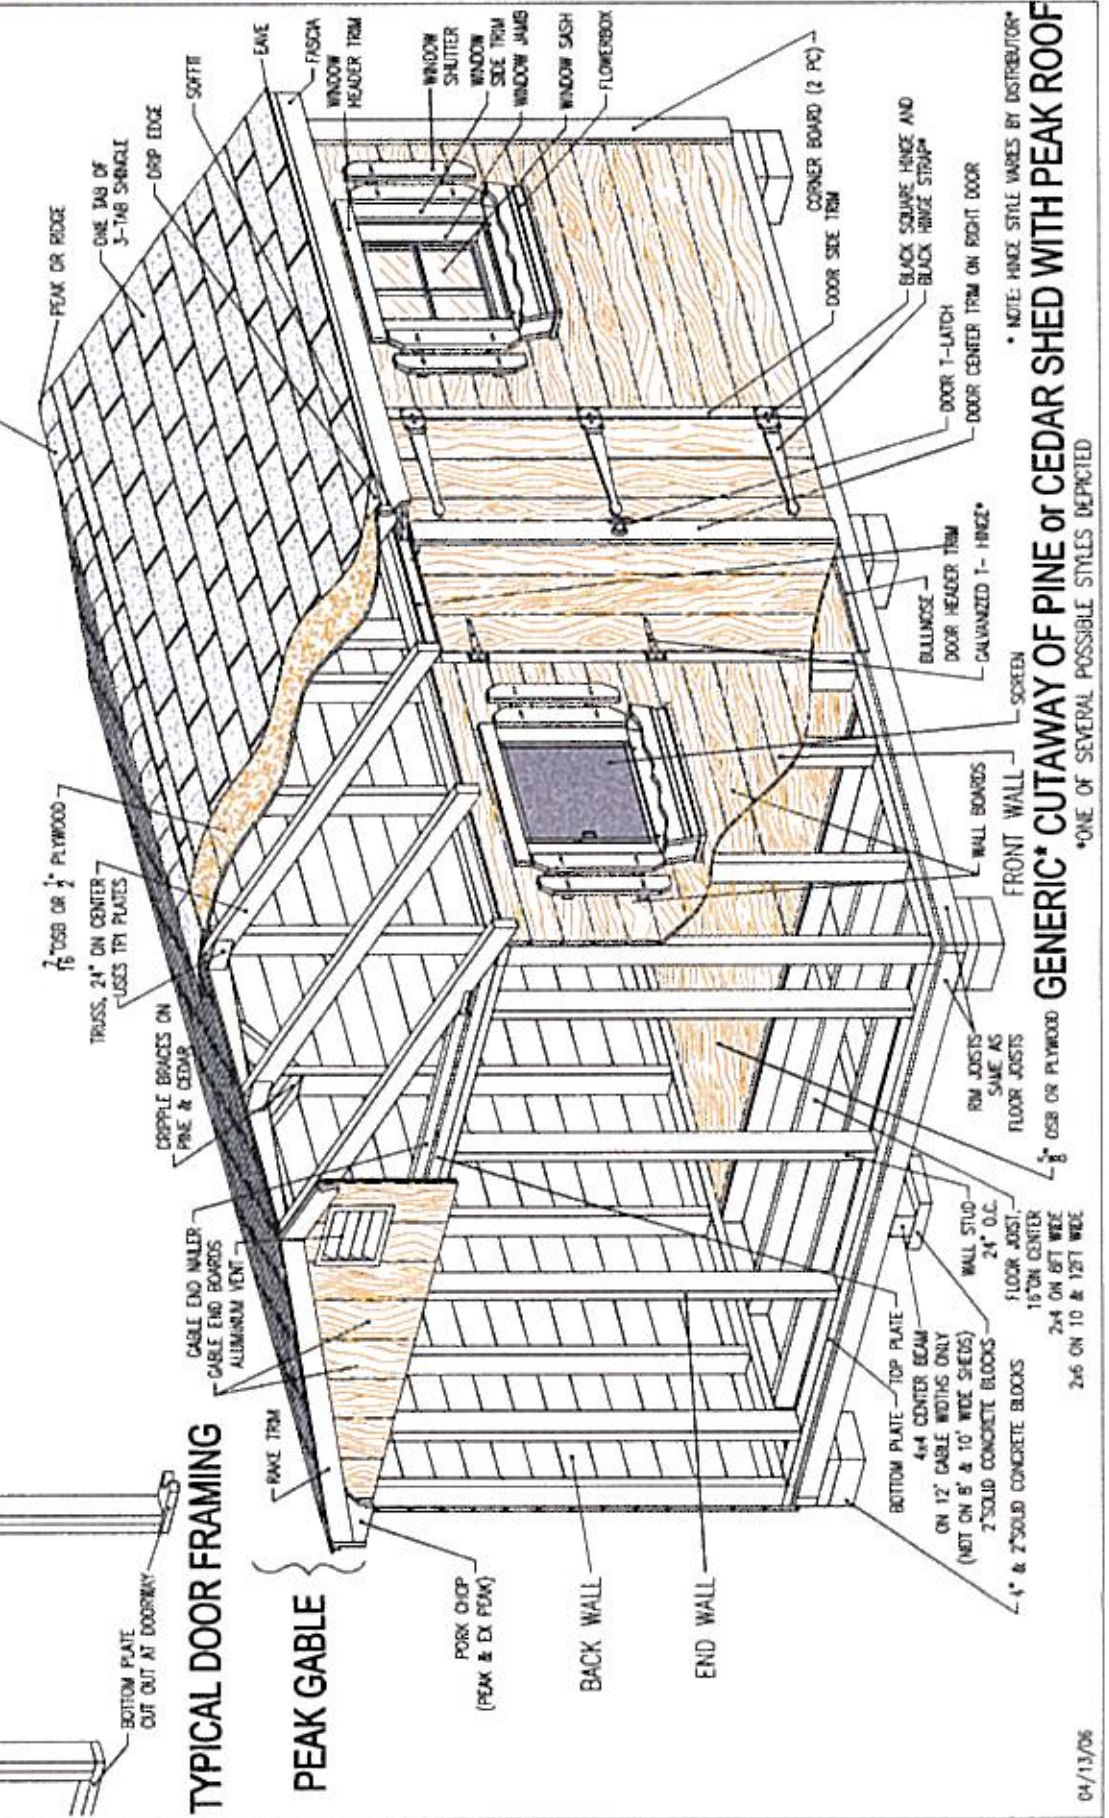 BOTTOM PLATE
CUT OUT AT DOORWAY
TYPICAL DOOR FRAMING
PEAK GABLE
PEAK OR RIDGE
ONE TAB OF
3-TAB SHINGLE
DRIP EDGE
SOFFIT
EAVE
FASCIA
WINDOW
HEADER TRIM
WINDOW
SHUTTER
WINDOW
SIDE TRIM
WINDOW JAMB
WINDOW SASH
FLOWERBOX
7/16" OSB OR 1/2" PLYWOOD
TRUSS, 24" ON CENTER
USES TPI PLATES
CRIPPLE BRACES ON
PINE & CEDAR
GABLE END NAILER
GABLE END BOARDS
ALUMINUM VENT
RAKE TRIM
PORK CHOP
(PEAK & EX PEAK)
BACK WALL
END WALL
CORNER BOARD (2 PC)
DOOR SIDE TRIM
BLACK SQUARE HINGE AND
BLACK HINGE STRAP*
DOOR T-LATCH
DOOR CENTER TRIM ON RIGHT DOOR
BULLNOSE
DOOR HEADER TRIM
GALVANIZED T- HINGE*
SCREEN
WALL BOARDS
FRONT WALL
RIM JOISTS
SAME AS
FLOOR JOISTS
5/8" OSB OR PLYWOOD
WALL STUD
24" O.C.
FLOOR JOIST,
16" ON CENTER
2x4 ON 8FT WIDE
2x6 ON 10 & 12FT WIDE
BOTTOM PLATE
TOP PLATE
4x4 CENTER BEAM
ON 12' GABLE WIDTHS ONLY
(NOT ON 8' & 10' WIDE SHEDS)
2"SOLID CONCRETE BLOCKS
4" & 2"SOLID CONCRETE BLOCKS
* NOTE: HINGE STYLE VARIES BY DISTRIBUTOR*
GENERIC* CUTAWAY OF PINE or CEDAR SHED WITH PEAK ROOF
*ONE OF SEVERAL POSSIBLE STYLES DEPICTED
04/13/06